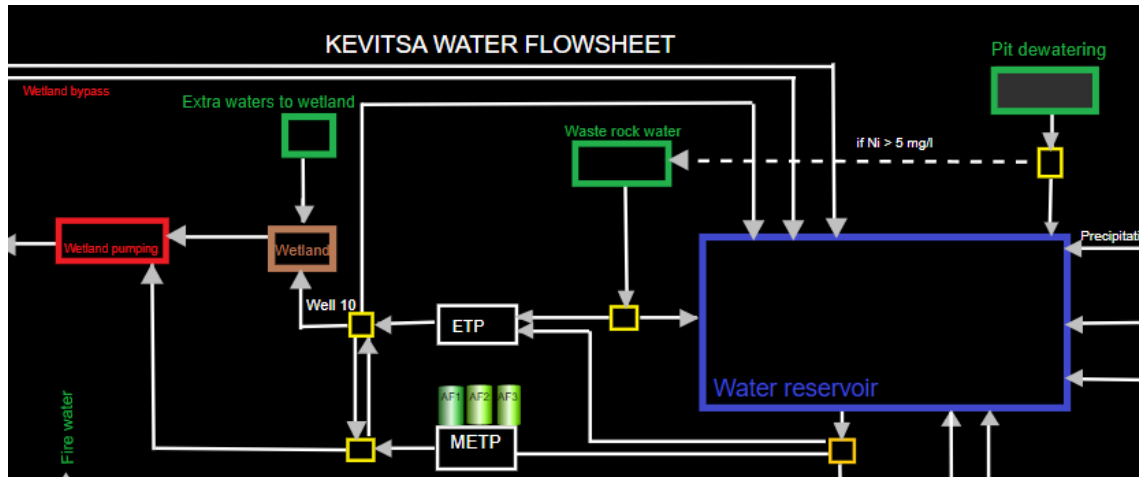 KEVITSA WATER FLOWSHEET
Pit dewatering
Wetland bypass
Extra waters to wetland
Waste rock water
if Ni > 5 mg/l
Precipitati
Wetland pumping
Wetland
Well 10
ETP
Water reservoir
AF1 AF2 AF3
METP
Fire water